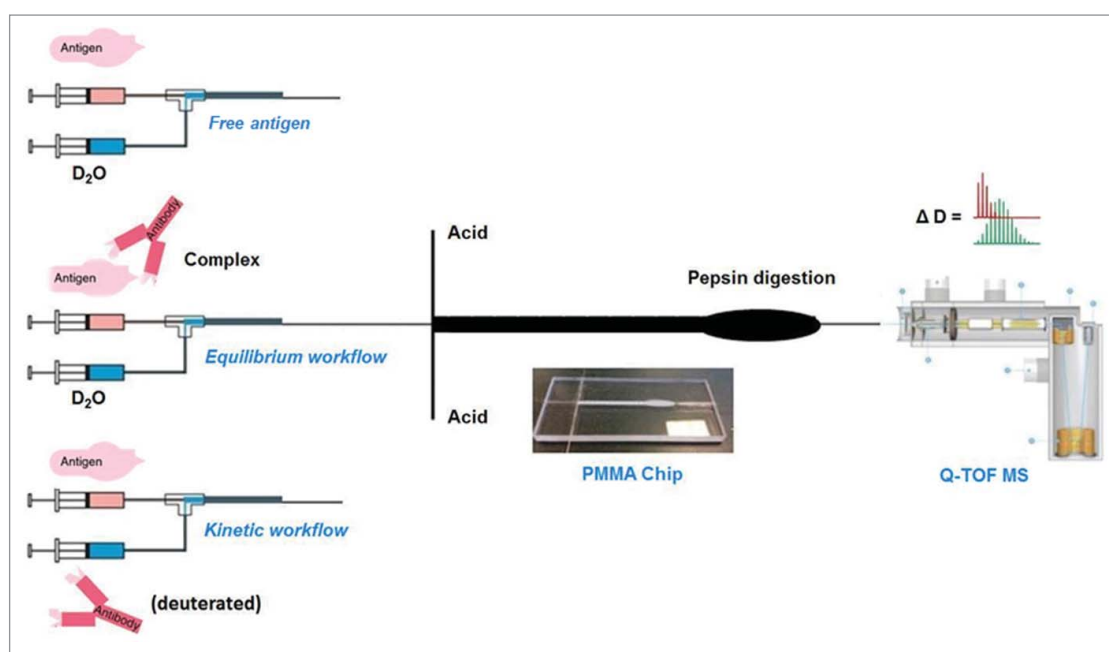 Antigen
Free antigen
D₂O
Antibody
Complex
Antigen
Equilibrium workflow
D₂O
Antigen
Kinetic workflow
Antibody
(deuterated)
Acid
Acid
Pepsin digestion
PMMA Chip
Δ D =
Q-TOF MS